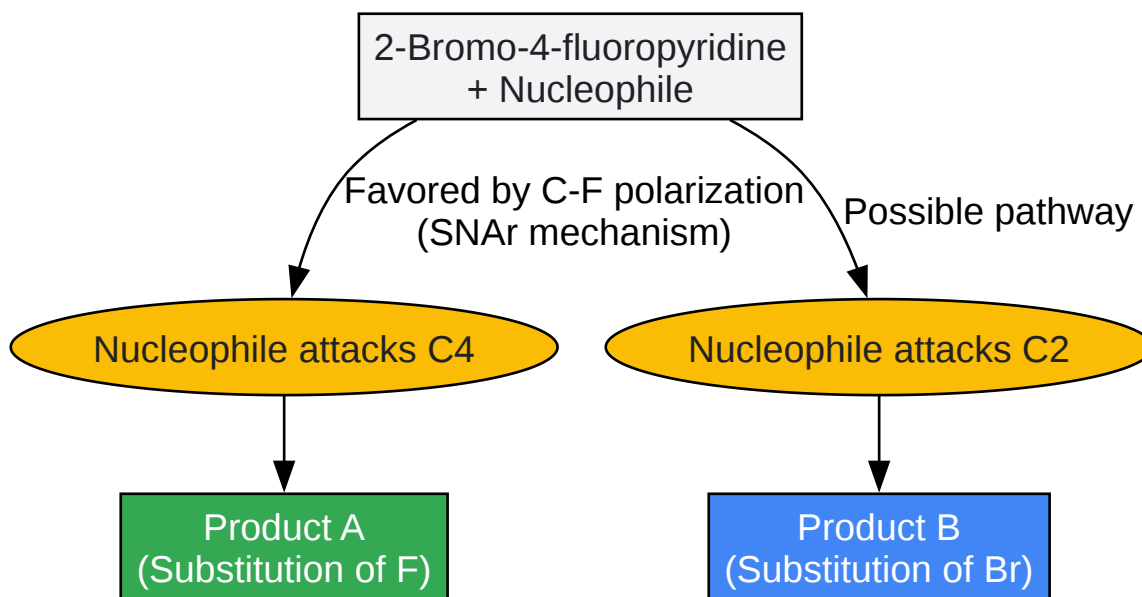 2-Bromo-4-fluoropyridine
+ Nucleophile
Favored by C-F polarization
(SNAr mechanism)
Possible pathway
Nucleophile attacks C4
Nucleophile attacks C2
Product A
(Substitution of F)
Product B
(Substitution of Br)